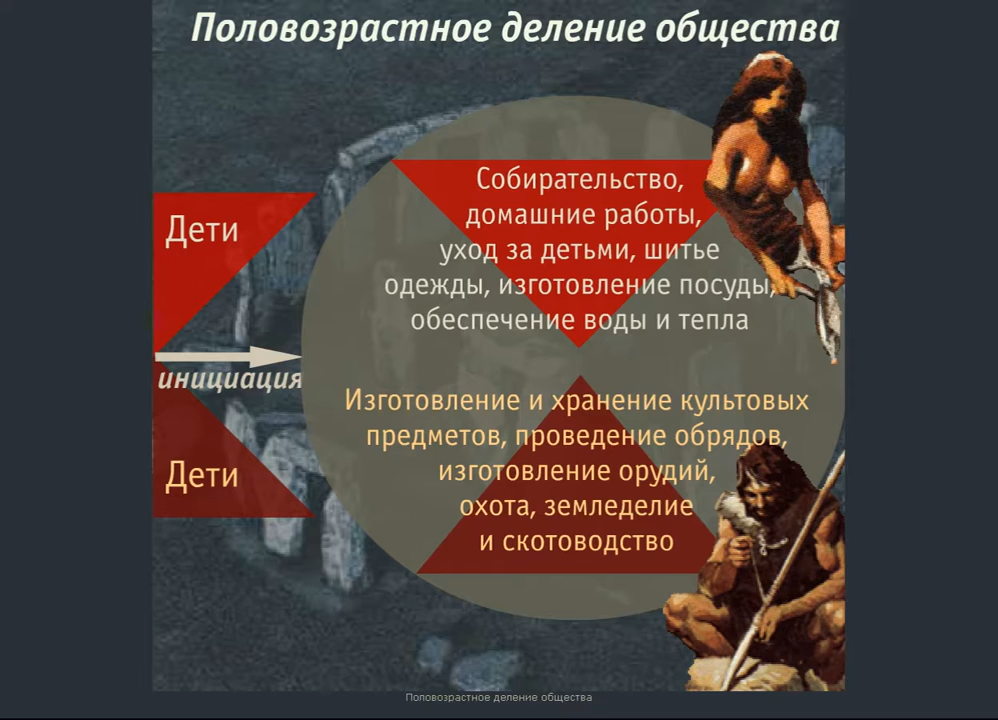 Половозрастное деление общества
Дети
Собирательство,
домашние работы,
уход за детьми, шитье
одежды, изготовление посуды,
обеспечение воды и тепла
инициация
Дети
Изготовление и хранение культовых
предметов, проведение обрядов,
изготовление орудий,
охота, земледелие
и скотоводство
Половозрастное деление общества